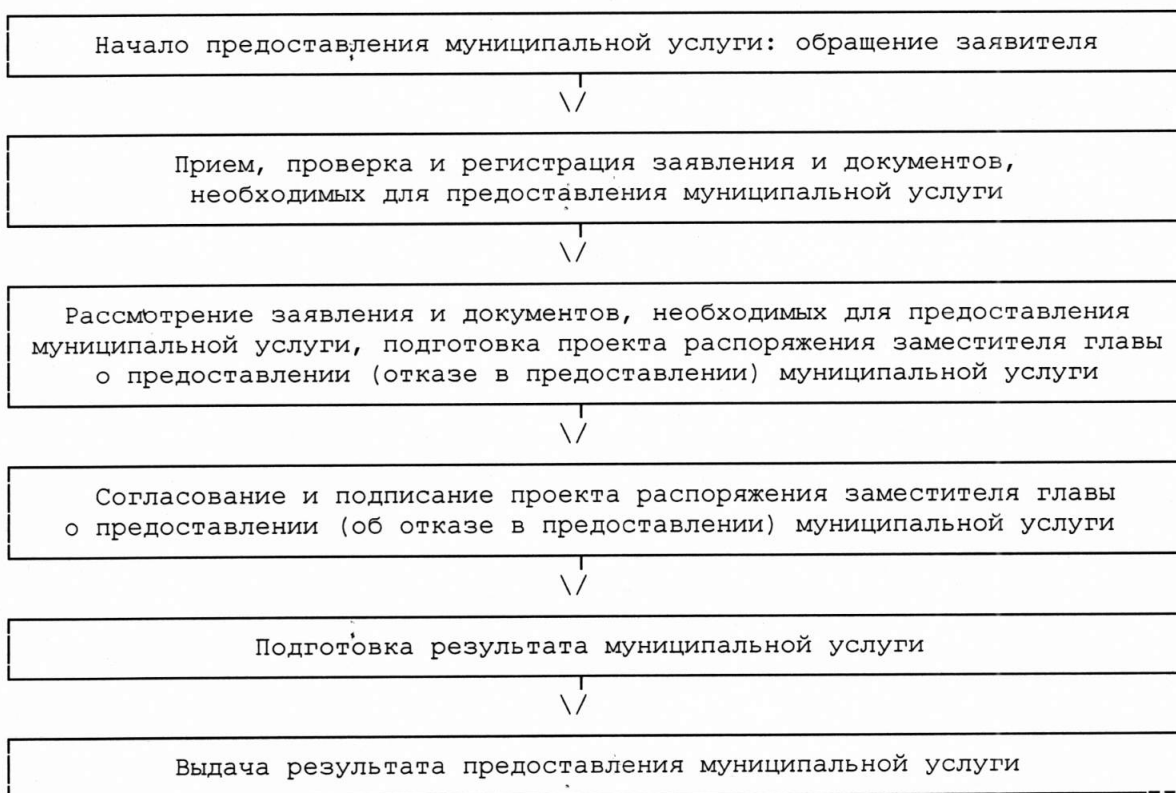 Начало предоставления муниципальной услуги: обращение заявителя
\/
Прием, проверка и регистрация заявления и документов,
необходимых для предоставления муниципальной услуги
\/
Рассмотрение заявления и документов, необходимых для предоставления
муниципальной услуги, подготовка проекта распоряжения заместителя главы
о предоставлении (отказе в предоставлении) муниципальной услуги
\/
Согласование и подписание проекта распоряжения заместителя главы
о предоставлении (об отказе в предоставлении) муниципальной услуги
\/
Подготовка результата муниципальной услуги
\/
Выдача результата предоставления муниципальной услуги